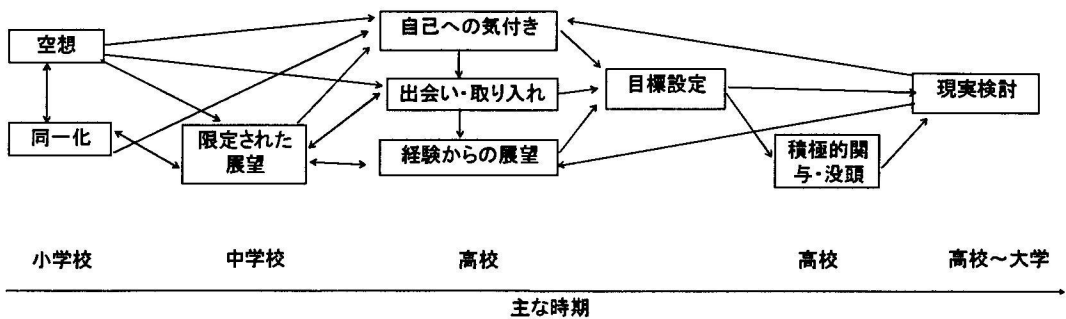 空想
同一化
限定された
展望
自己への気付き
出会い・取り入れ
経験からの展望
目標設定
積極的関
与・没頭
現実検討
小学校
中学校
高校
高校
高校～大学
主な時期